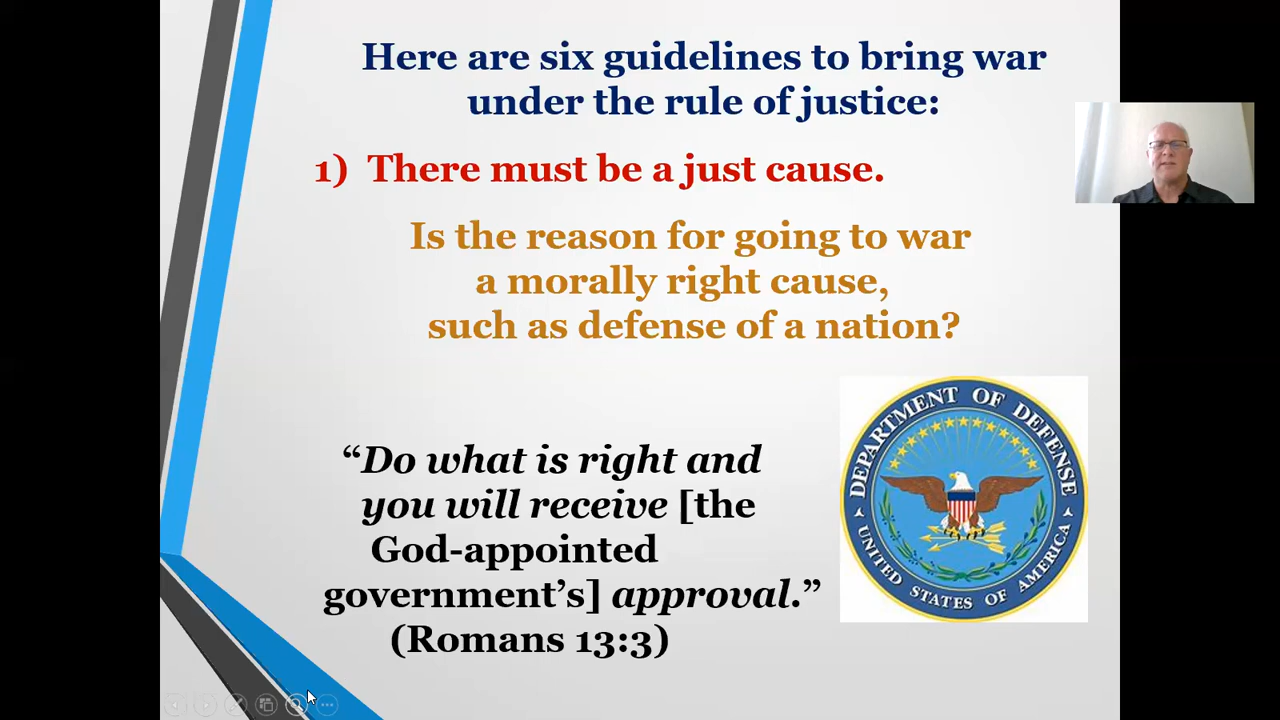 Here are six guidelines to bring war
under the rule of justice:
1) There must be a just cause.
Is the reason for going to war
a morally right cause,
such as defense of a nation?
“Do what is right and
you will receive [the
God-appointed
government’s] approval.”
(Romans 13:3)
DEPARTMENT OF DEFENSE
UNITED STATES OF AMERICA